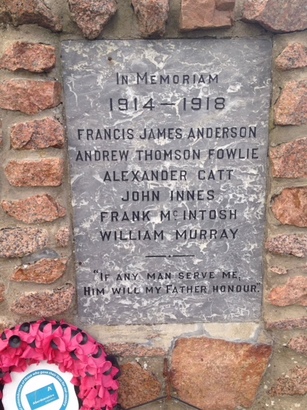 IN MEMORIAM
1914-1918
FRANCIS JAMES ANDERSON
ANDREW THOMSON FOWLIE
ALEXANDER CATT
JOHN INNES
FRANK McINTOSH
WILLIAM MURRAY
"IF ANY MAN SERVE ME,
HIM WILL MY FATHER HONOUR."